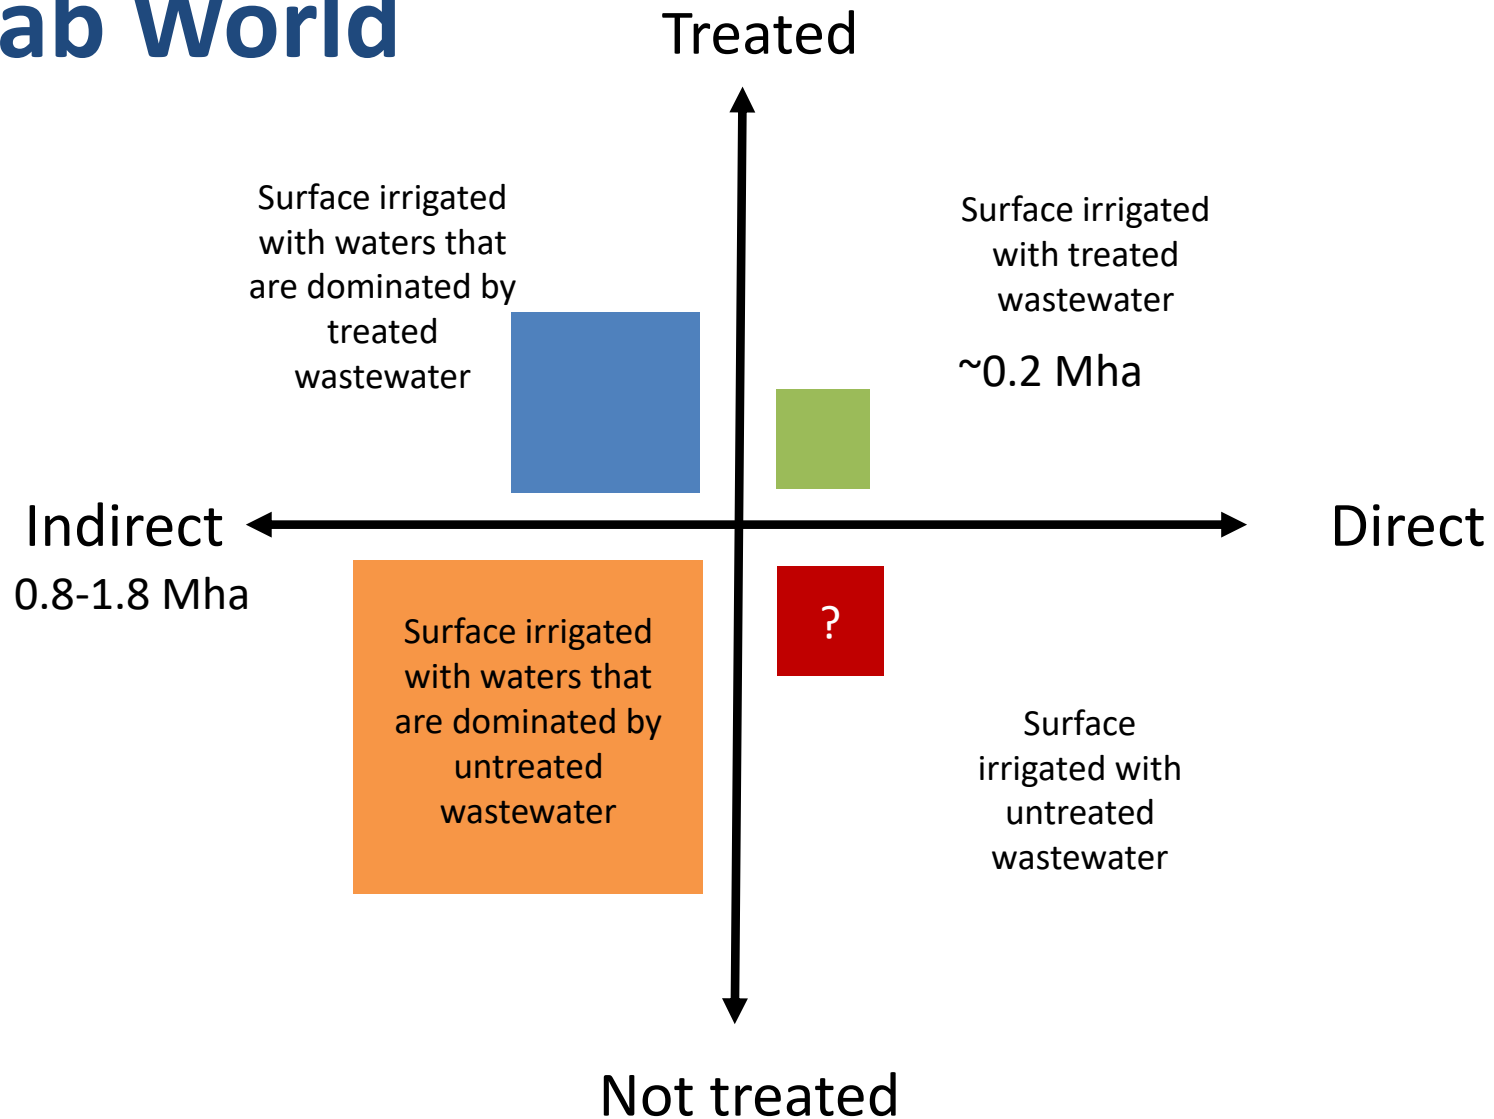 ab World
Treated
Surface irrigated
with waters that
are dominated by
treated
wastewater
Surface irrigated
with treated
wastewater
~0.2 Mha
Indirect
0.8-1.8 Mha
Direct
Surface irrigated
with waters that
are dominated by
untreated
wastewater
?
Surface
irrigated with
untreated
wastewater
Not treated